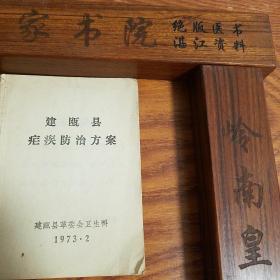 家书院
绝版医书
湛江资料
岭南皇
建瓯县
疟疾防治方案
建瓯县革委会卫生科
1973·2